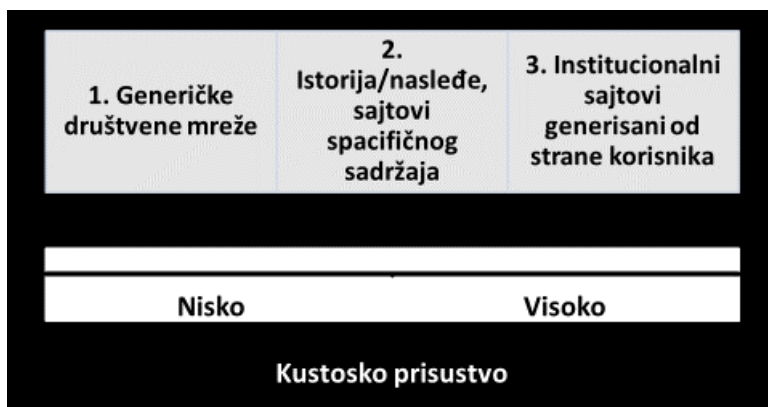 1. Generičke
društvene mreže
2.
Istorija/nasleđe,
sajtovi
spacifičnog
sadržaja
3. Institucionalni
sajtovi
generisani od
strane korisnika
Nisko
Visoko
Kustosko prisustvo